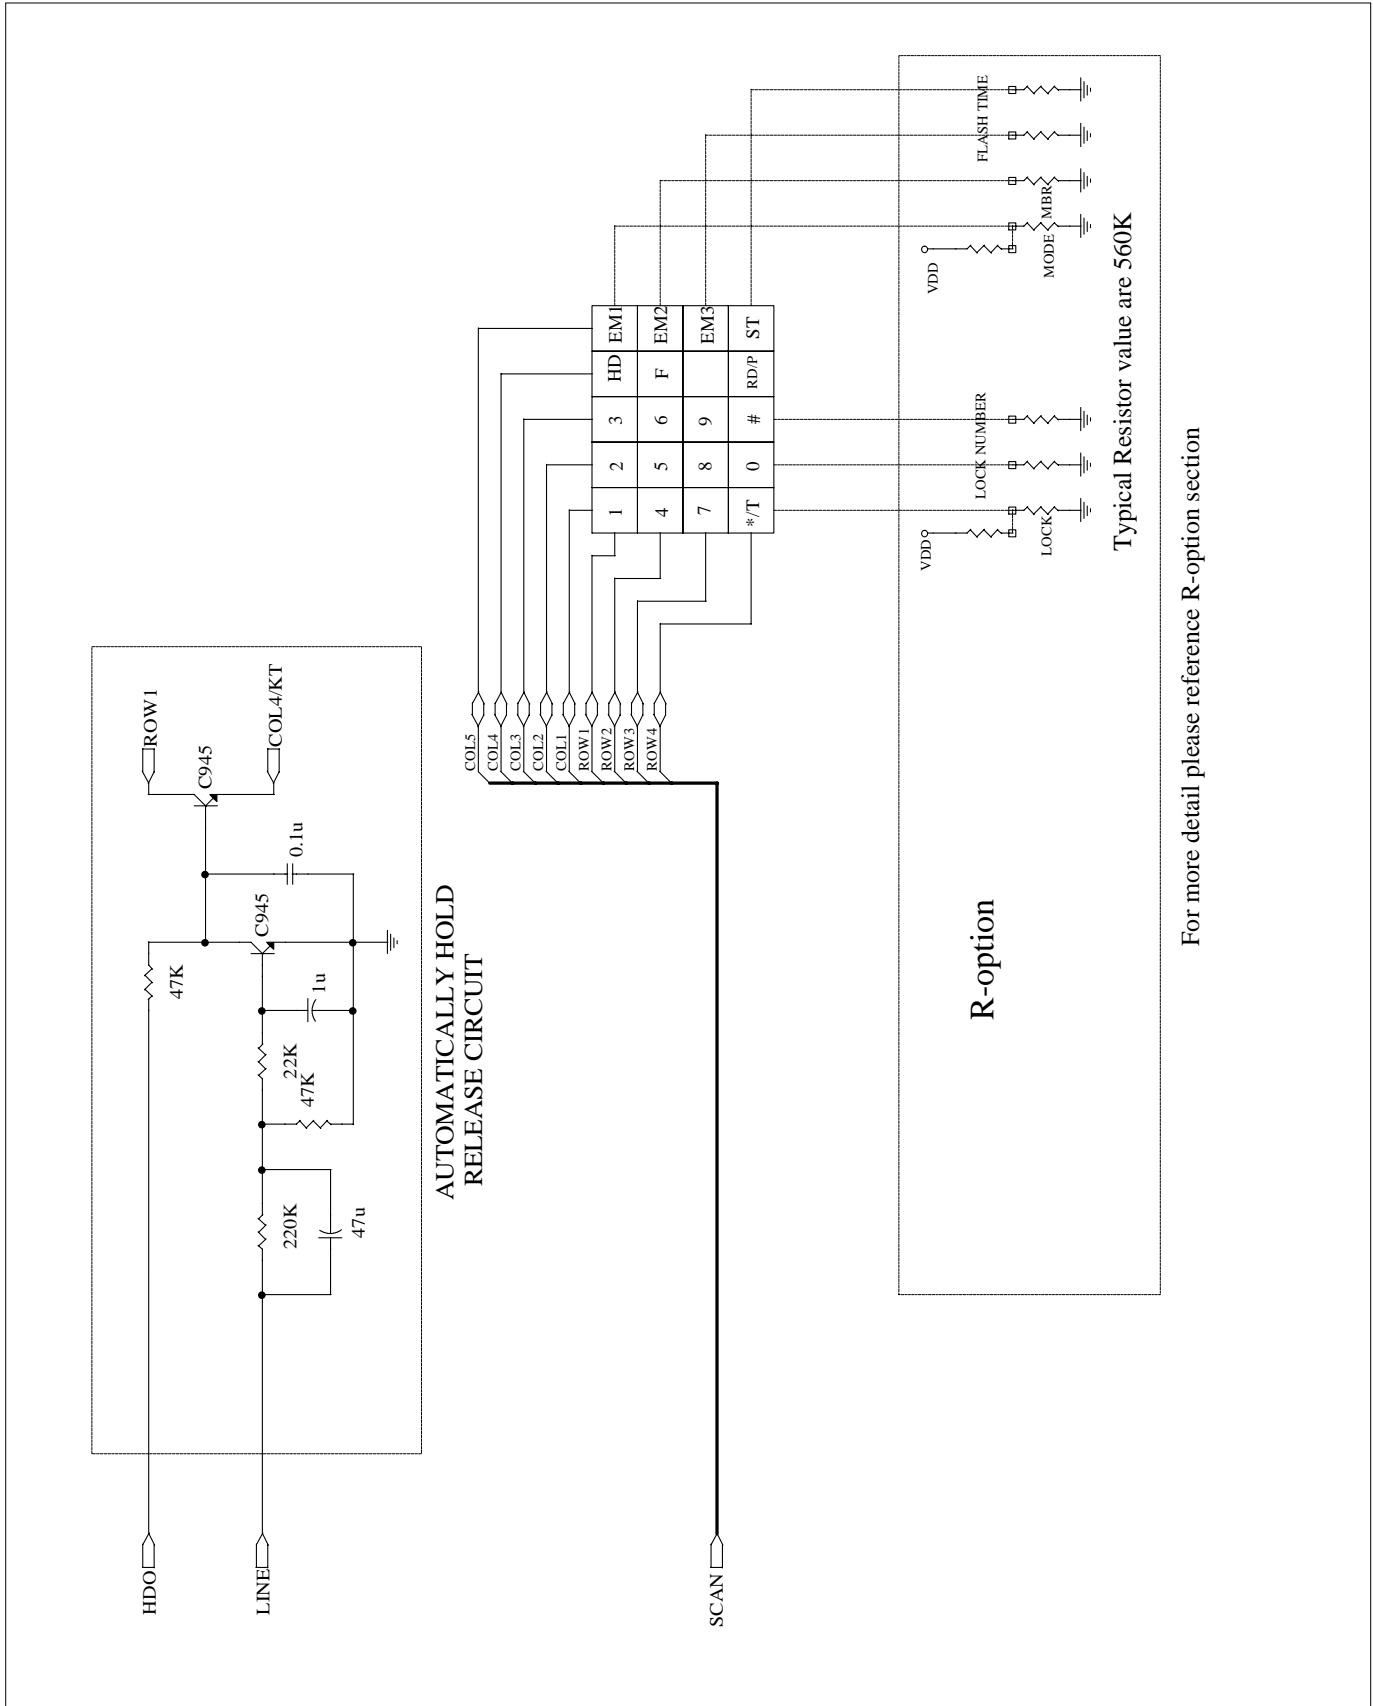 HDO
LINE
47K
220K
47u
22K
47K
1u
C945
0.1u
C945
ROW1
COL4/KT
AUTOMATICALLY HOLD
RELEASE CIRCUIT
SCAN
COL5
COL4
COL3
COL2
COL1
ROW1
ROW2
ROW3
ROW4
1 2 3 HD EM1
4 5 6 F EM2
7 8 9 EM3
*/T 0 # RD/P ST
R-option
VDD
LOCK
LOCK NUMBER
VDD
MODE
MBR
FLASH TIME
Typical Resistor value are 560K
For more detail please reference R-option section